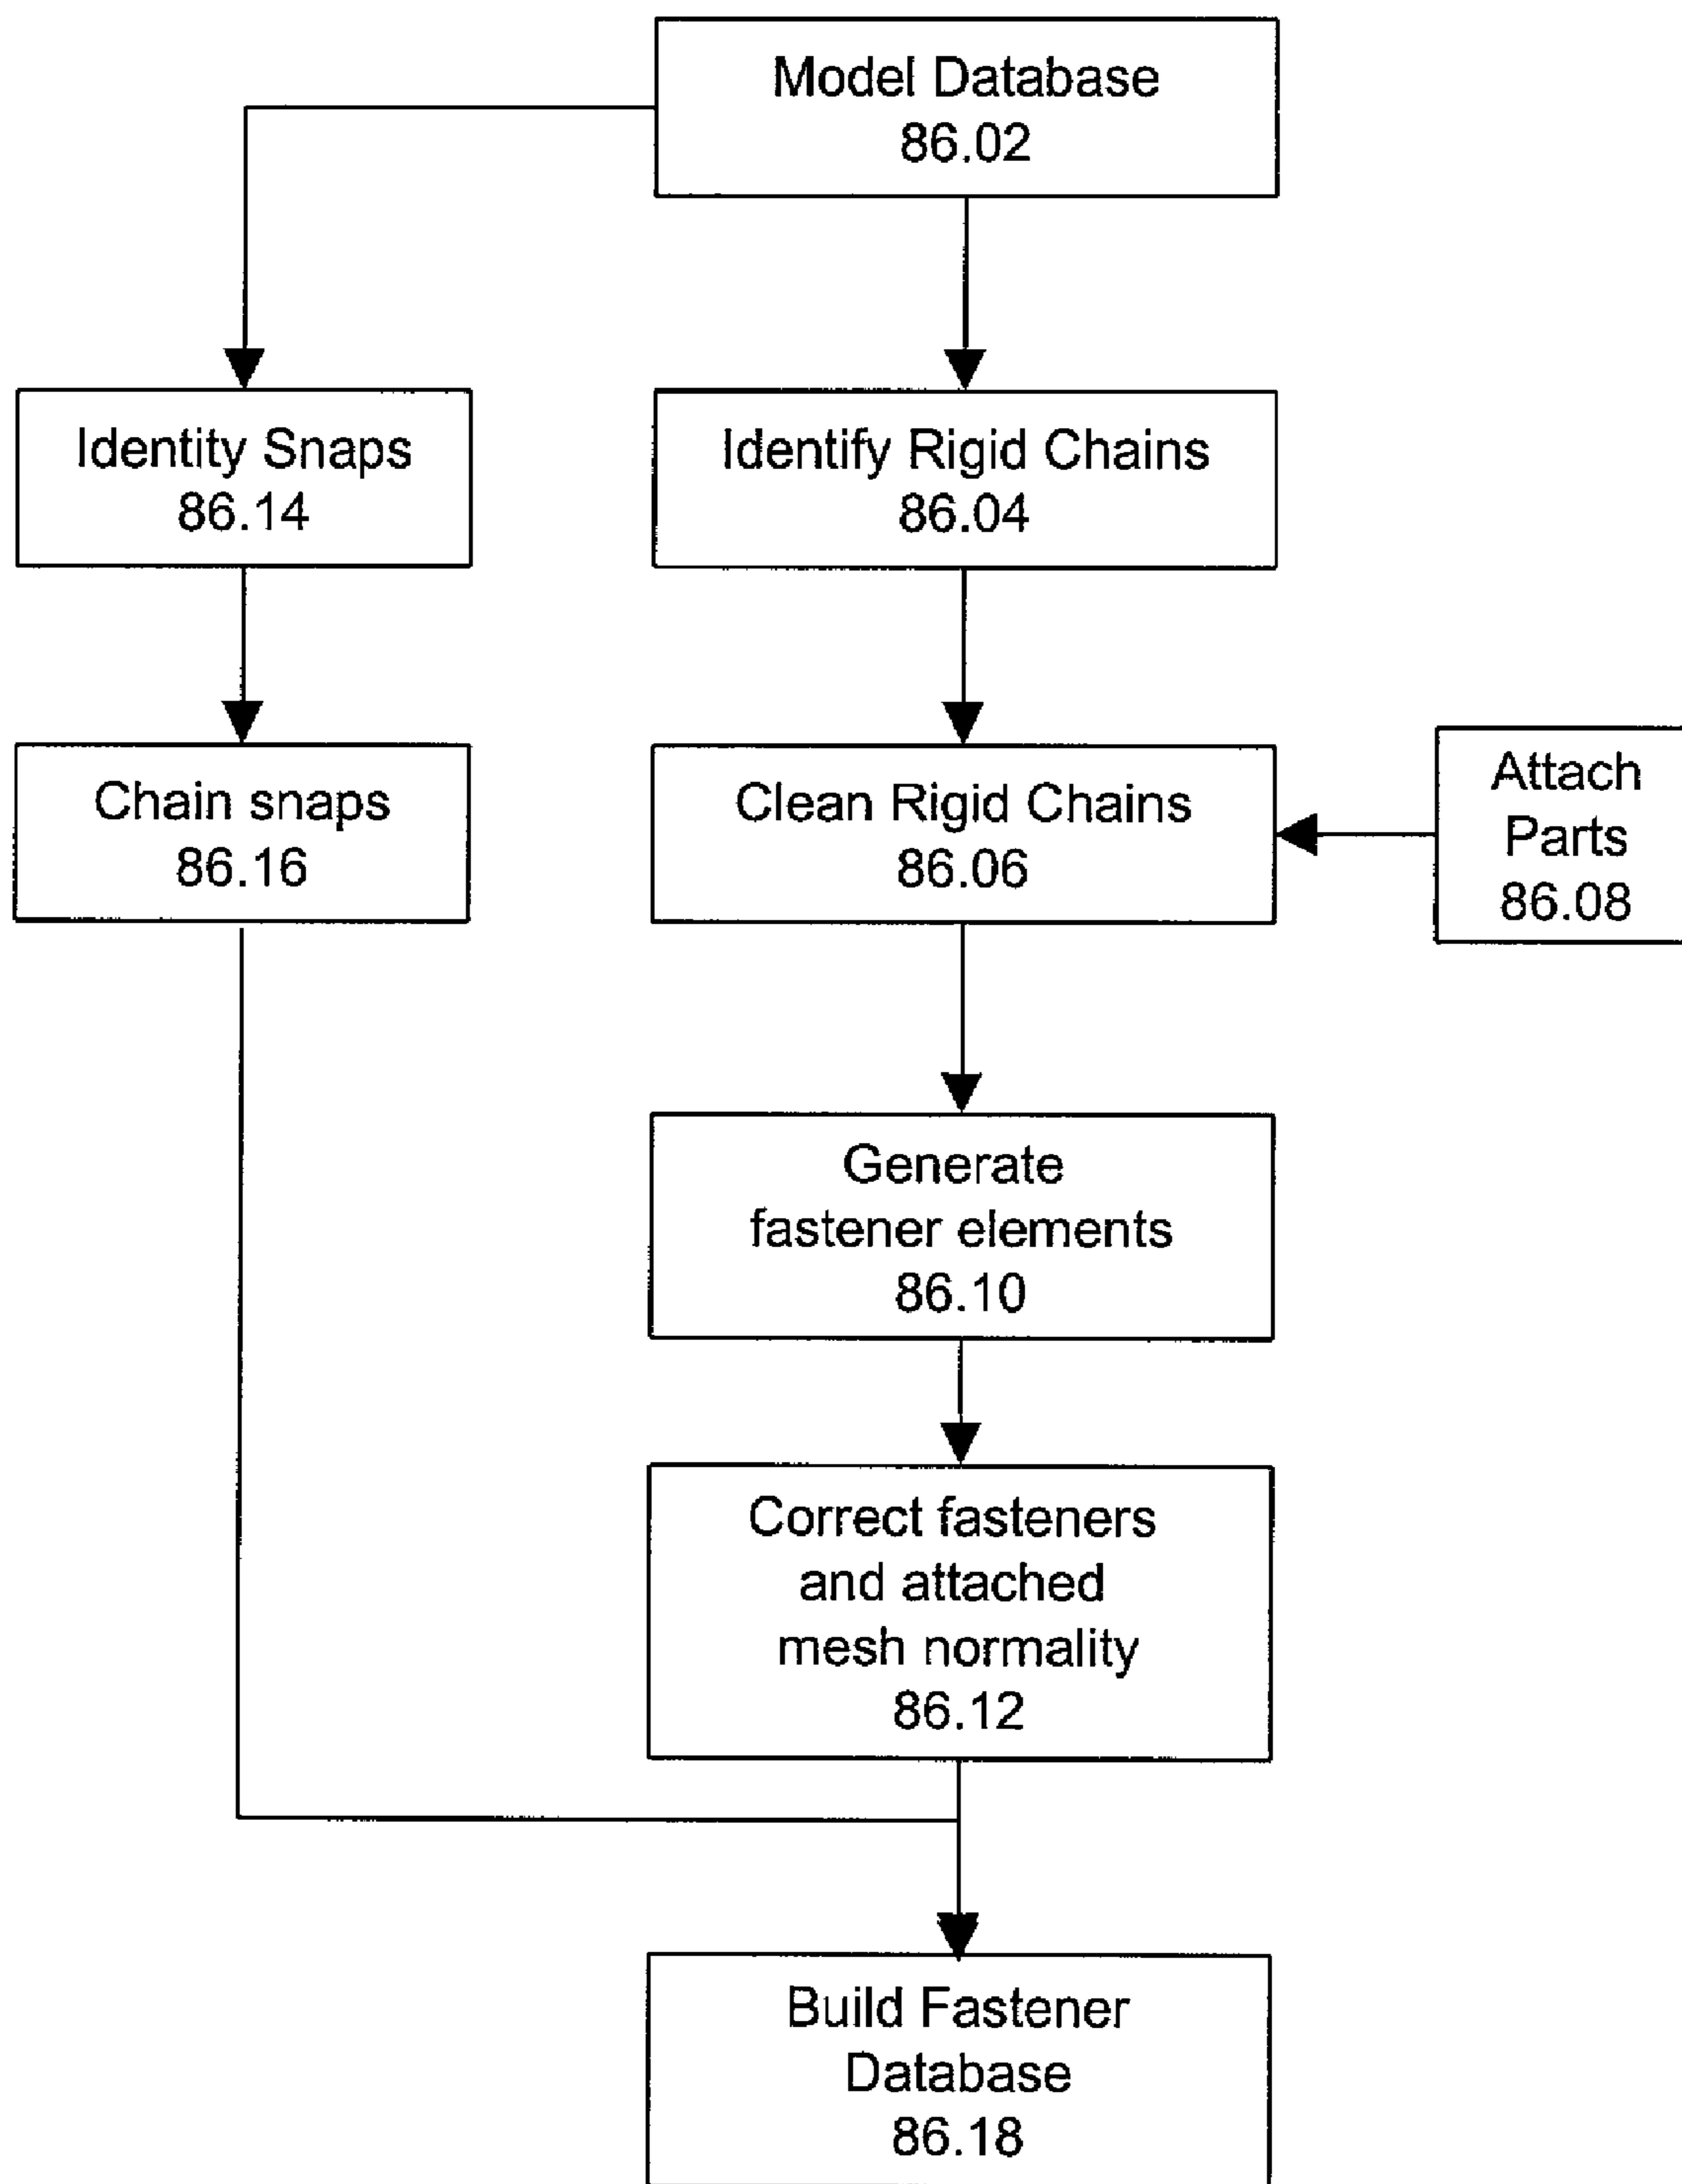 Model Database
86.02
Identity Snaps
86.14
Identify Rigid Chains
86.04
Chain snaps
86.16
Clean Rigid Chains
86.06
Attach
Parts
86.08
Generate
fastener elements
86.10
Correct fasteners
and attached
mesh normality
86.12
Build Fastener
Database
86.18